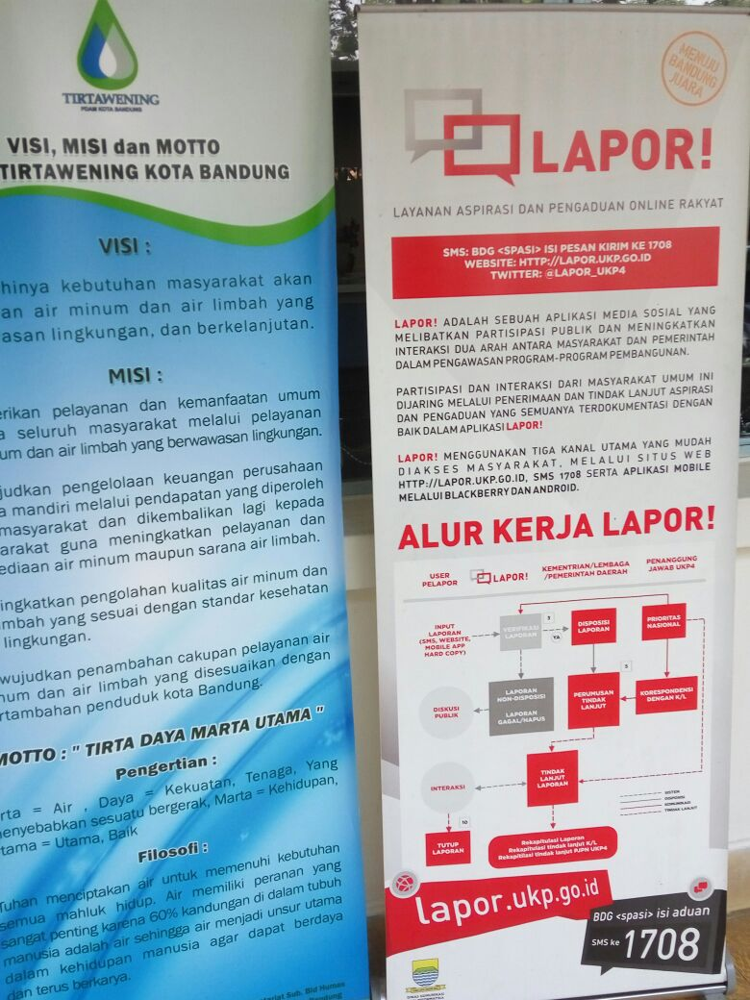 TIRTAWENING
PDAM KOTA BANDUNG
VISI, MISI dan MOTTO
TIRTAWENING KOTA BANDUNG
VISI :
hinya kebutuhan masyarakat akan
an air minum dan air limbah yang
asan lingkungan, dan berkelanjutan.
MISI :
erikan pelayanan dan kemanfaatan umum
a seluruh masyarakat melalui pelayanan
um dan air limbah yang berwawasan lingkungan.
judkan pengelolaan keuangan perusahaan
a mandiri melalui pendapatan yang diperoleh
masyarakat dan dikembalikan lagi kepada
arakat guna meningkatkan pelayanan dan
ediaan air minum maupun sarana air limbah.
ingkatkan pengolahan kualitas air minum dan
imbah yang sesuai dengan standar kesehatan
lingkungan.
wujudkan penambahan cakupan pelayanan air
num dan air limbah yang disesuaikan dengan
rtambahan penduduk kota Bandung.
MOTTO : " TIRTA DAYA MARTA UTAMA "
Pengertian :
rta = Air , Daya = Kekuatan, Tenaga, Yang
menyebabkan sesuatu bergerak, Marta = Kehidupan,
tama = Utama, Baik
Filosofi :
Tuhan menciptakan air untuk memenuhi kebutuhan
semua mahluk hidup. Air memiliki peranan yang
sangat penting karena 60% kandungan di dalam tubuh
manusia adalah air sehingga air menjadi unsur utama
dalam kehidupan manusia agar dapat berdaya
dan terus berkarya.
Sub. Bid Humas
Bandung
MENUJU
BANDUNG
JUARA
LAPOR!
LAYANAN ASPIRASI DAN PENGADUAN ONLINE RAKYAT
SMS: BDG <SPASI> ISI PESAN KIRIM KE 1708
WEBSITE: HTTP://LAPOR.UKP.GO.ID
TWITTER: @LAPOR_UKP4
LAPOR! ADALAH SEBUAH APLIKASI MEDIA SOSIAL YANG
MELIBATKAN PARTISIPASI PUBLIK DAN MENINGKATKAN
INTERAKSI DUA ARAH ANTARA MASYARAKAT DAN PEMERINTAH
DALAM PENGAWASAN PROGRAM-PROGRAM PEMBANGUNAN.
PARTISIPASI DAN INTERAKSI DARI MASYARAKAT UMUM INI
DIJARING MELALUI PENERIMAAN DAN TINDAK LANJUT ASPIRASI
DAN PENGADUAN YANG SEMUANYA TERDOKUMENTASI DENGAN
BAIK DALAM APLIKASI LAPOR!
LAPOR! MENGGUNAKAN TIGA KANAL UTAMA YANG MUDAH
DIAKSES MASYARAKAT, MELALUI SITUS WEB
HTTP://LAPOR.UKP.GO.ID, SMS 1708 SERTA APLIKASI MOBILE
MELALUI BLACKBERRY DAN ANDROID.
ALUR KERJA LAPOR!
USER
PELAPOR
LAPOR!
KEMENTRIAN/LEMBAGA
/PEMERINTAH DAERAH
PENANGGUNG
JAWAB UKP4
INPUT
LAPORAN
(SMS, WEBSITE,
MOBILE APP
HARD COPY)
VERIFIKASI
LAPORAN
3
YA
DISPOSISI
LAPORAN
PRIORITAS
NASIONAL
DISKUSI
PUBLIK
LAPORAN
NON-DISPOSISI
LAPORAN
GAGAL/HAPUS
5
PERUMUSAN
TINDAK
LANJUT
KORESPONDENSI
DENGAN K/L
INTERAKSI
TINDAK
LANJUT
LAPORAN
SISTEM
DISPOSISI
KOMUNIKASI
TINDAK LANJUT
10
TUTUP
LAPORAN
Rekapitulasi Laporan
Rekapitulasi tindak lanjut K/L
Rekapitulasi tindak lanjut PJPN UKP4
lapor.ukp.go.id
BDG <spasi> isi aduan
SMS ke 1708
DINAS KOMUNIKASI